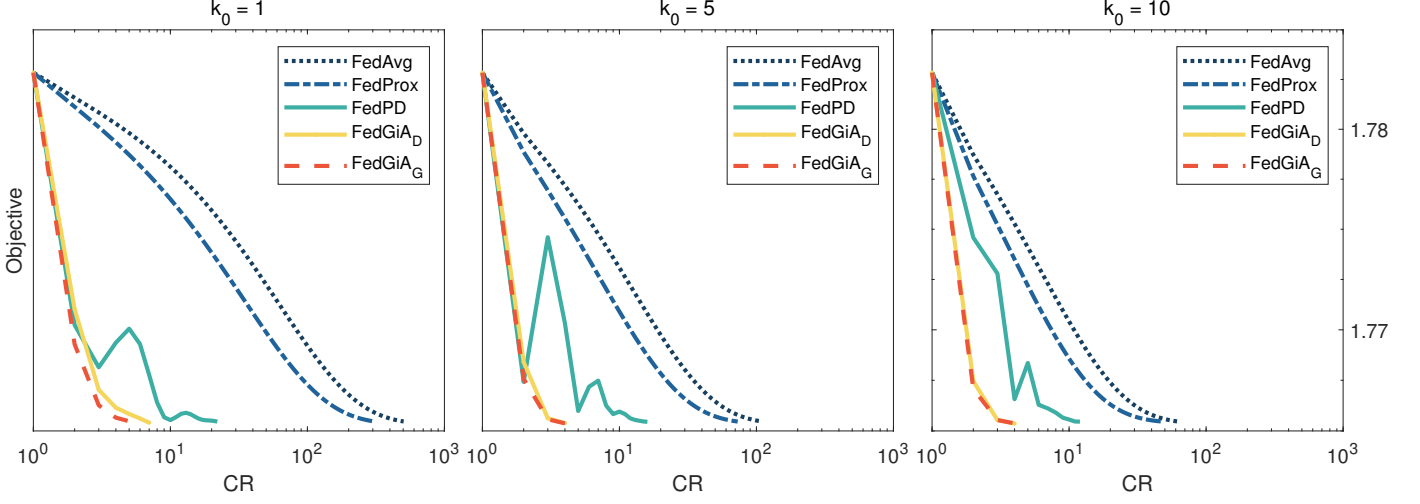 k0 = 1
k0 = 5
k0 = 10
Objective
FedAvg
FedProx
FedPD
FedGiAD
FedGiAG
FedAvg
FedProx
FedPD
FedGiAD
FedGiAG
FedAvg
FedProx
FedPD
FedGiAD
FedGiAG
1.78
1.77
10^0
10^1
10^2
10^3
10^0
10^1
10^2
10^3
10^0
10^1
10^2
10^3
CR
CR
CR